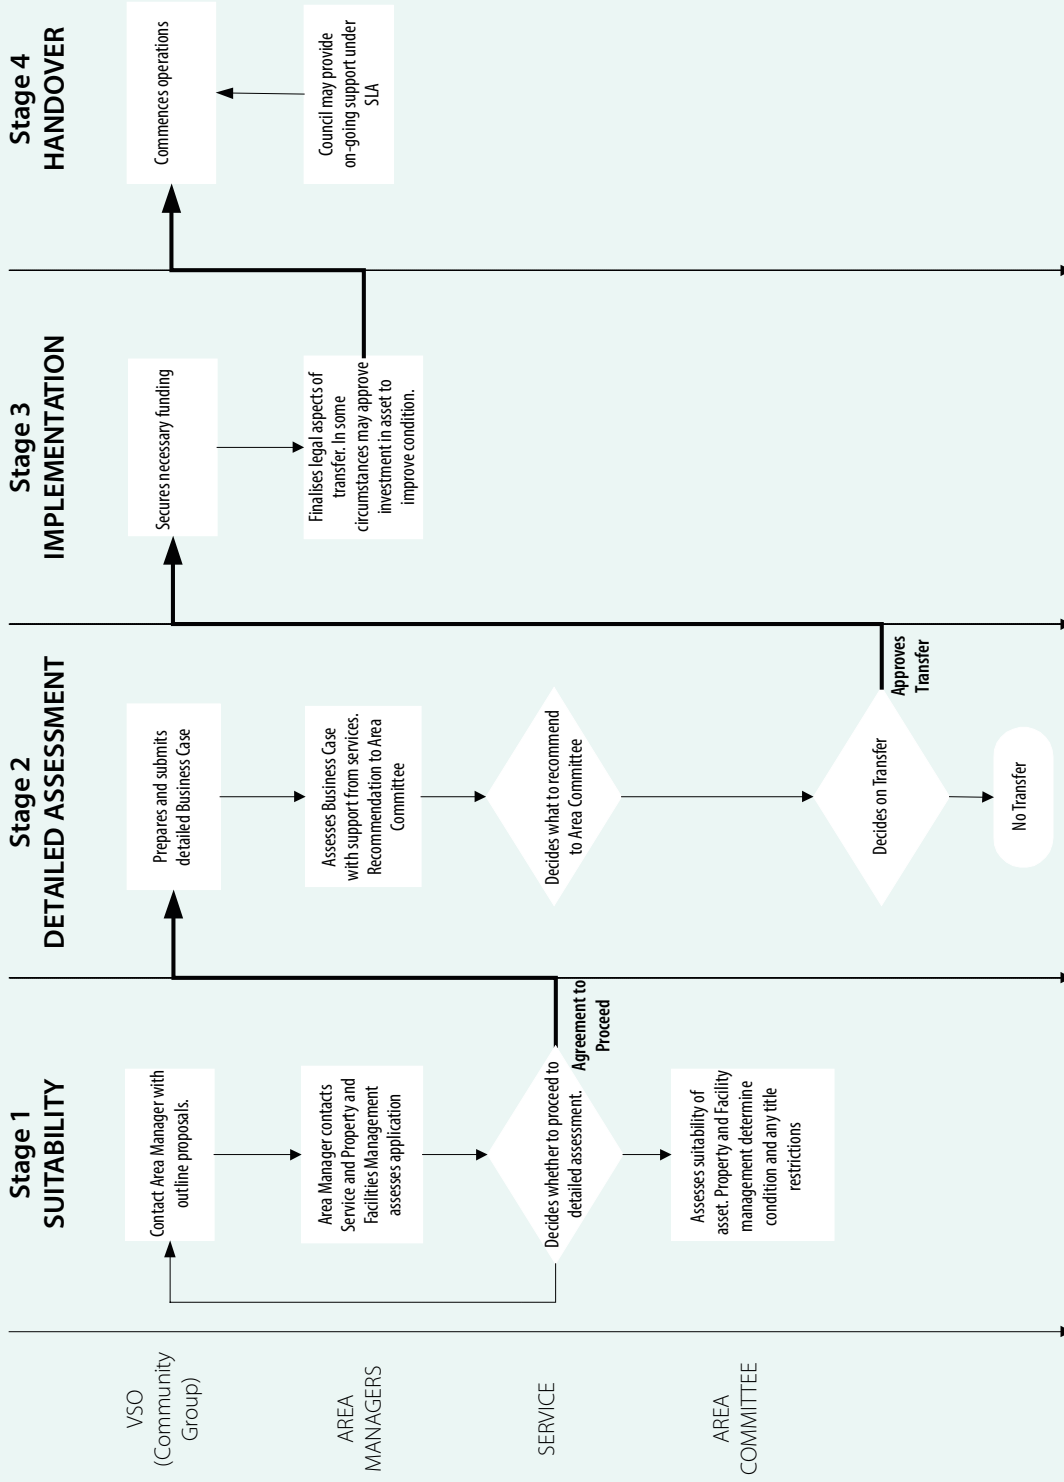 Stage 1
SUITABILITY
Stage 2
DETAILED ASSESSMENT
Stage 3
IMPLEMENTATION
Stage 4
HANDOVER
VSO
(Community
Group)
Contact Area Manager with
outline proposals.
Prepares and submits
detailed Business Case
Secures necessary funding
Commences operations
AREA
MANAGERS
Area Manager contacts
Service and Property and
Facilities Management
assesses application
Assesses Business Case
with support from services.
Recommendation to Area
Committee
Finalises legal aspects of
transfer. In some
circumstances may approve
investment in asset to
improve condition.
Council may provide
on-going support under
SLA
SERVICE
Decides whether to proceed to
detailed assessment.
Agreement to
Proceed
Decides what to recommend
to Area Committee
AREA
COMMITTEE
Assesses suitability of
asset. Property and Facility
management determine
condition and any title
restrictions
Decides on Transfer
Approves
Transfer
No Transfer